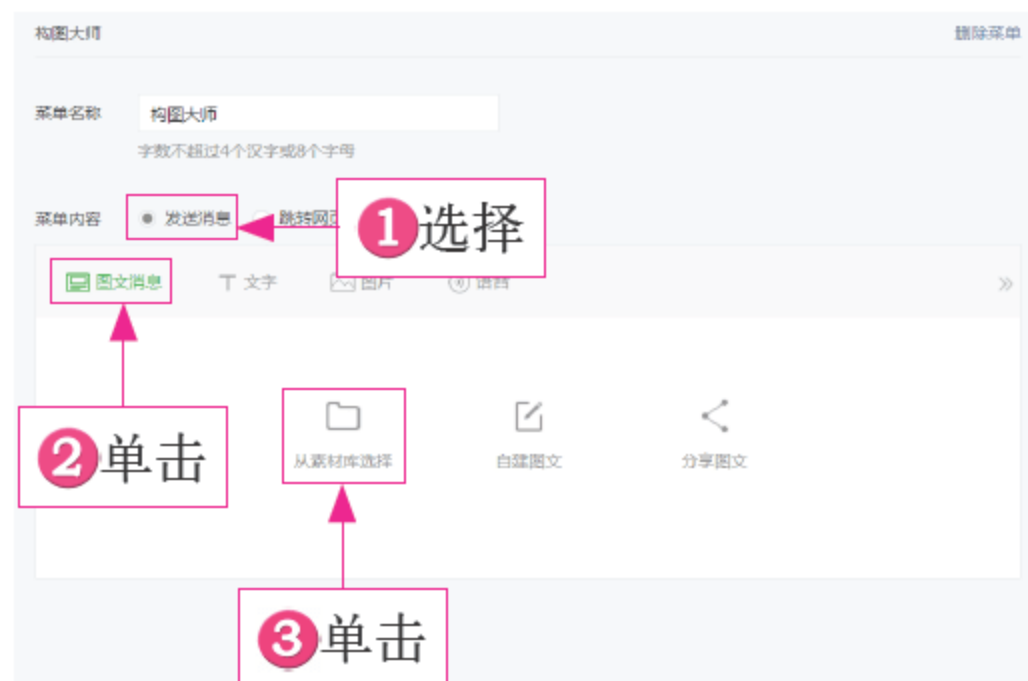 构图大师 删除菜单
菜单名称 构图大师
字数不超过4个汉字或8个字母
菜单内容 发送消息 跳转网页
1选择
图文消息 文字 图片 语音
从素材库选择 自建图文 分享图文
2单击
3单击